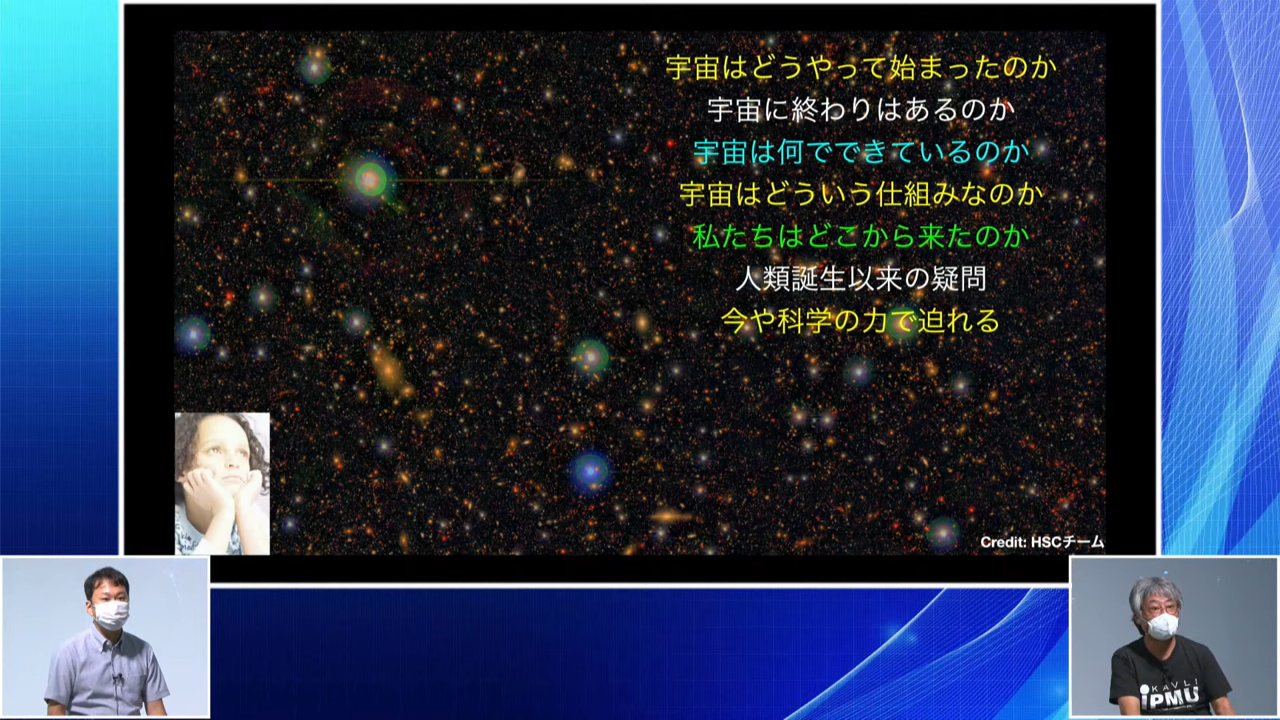 宇宙はどうやって始まったのか
宇宙に終わりはあるのか
宇宙は何でできているのか
宇宙はどういう仕組みなのか
私たちはどこから来たのか
人類誕生以来の疑問
今や科学の力で迫れる
Credit: HSCチーム
KAVLI
iPMU